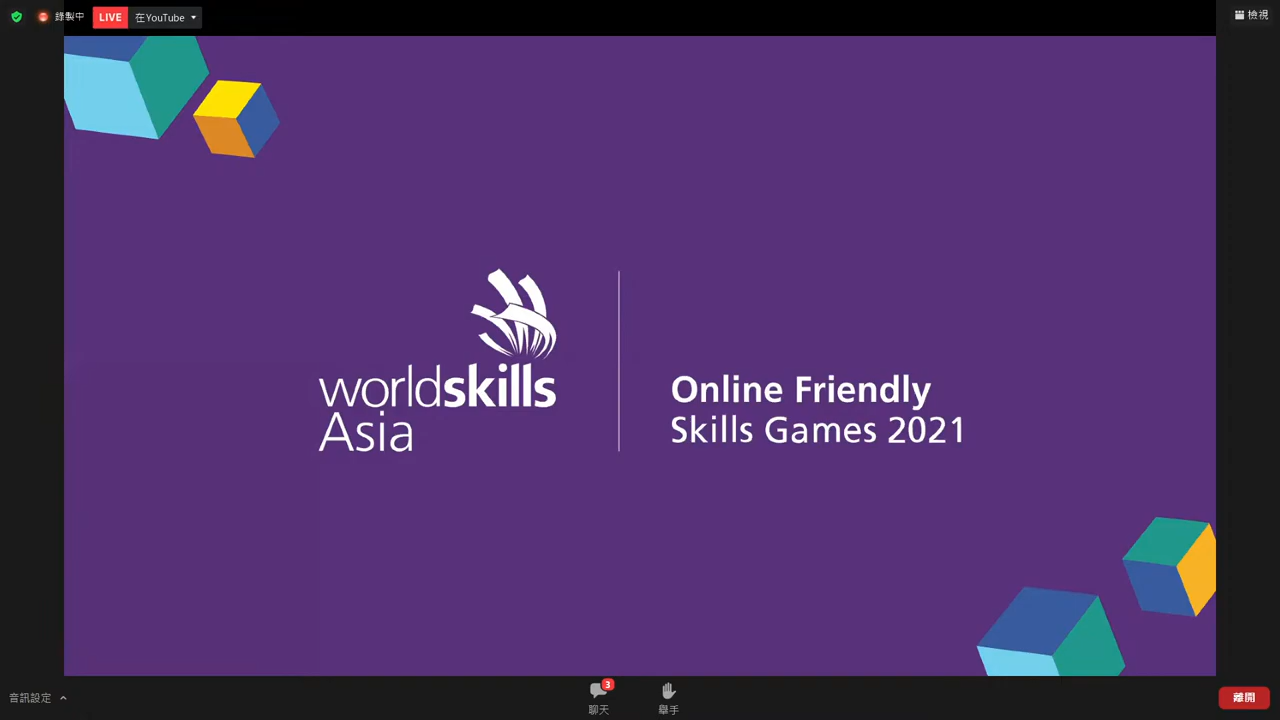 錄製中
LIVE
在YouTube
檢視
worldskills
Asia
Online Friendly
Skills Games 2021
音訊設定
3
聊天
舉手
離開